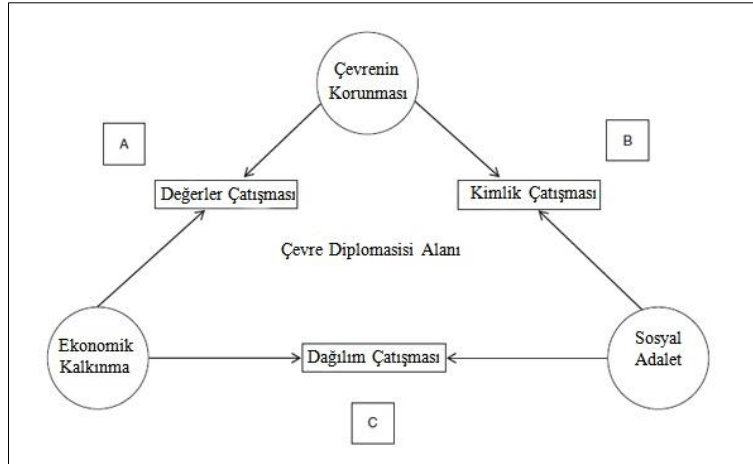 Çevrenin
Korunması
A
B
Değerler Çatışması
Kimlik Çatışması
Çevre Diplomasisi Alanı
Ekonomik
Kalkınma
Dağılım Çatışması
Sosyal
Adalet
C